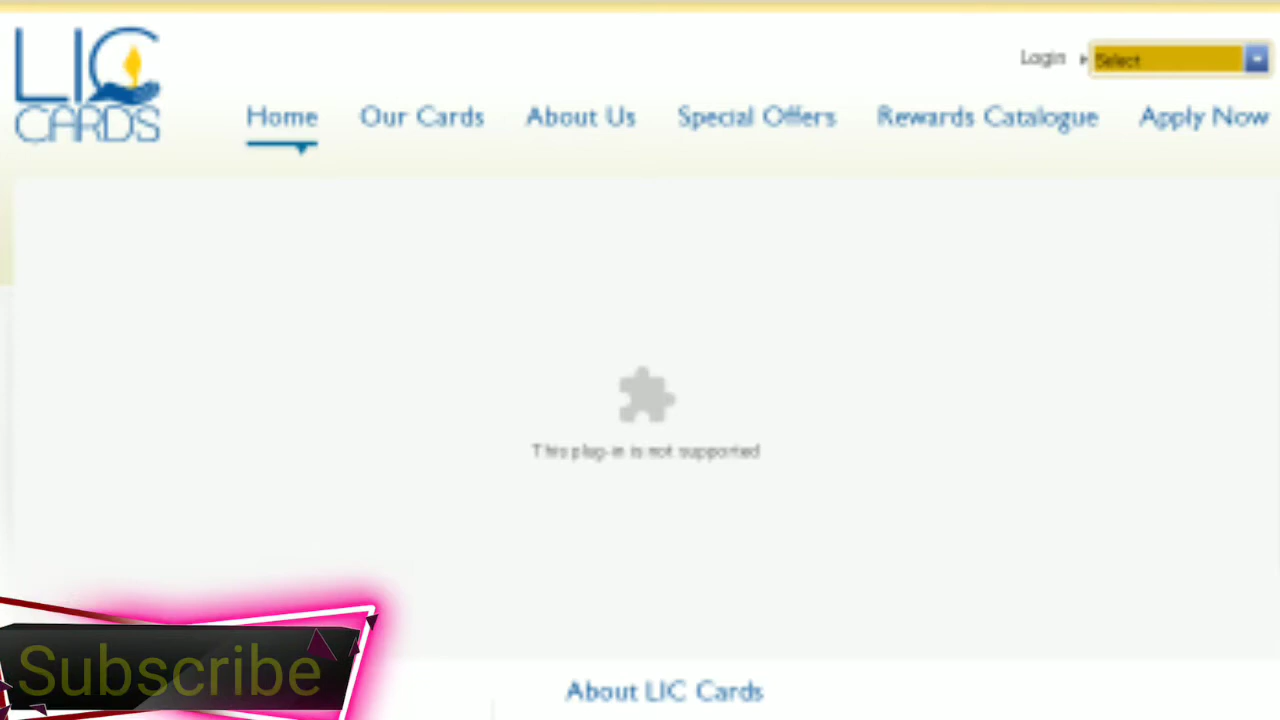 LIC
CARDS
Login
Select
Home Our Cards About Us Special Offers Rewards Catalogue Apply Now
This plug-in is not supported
Subscribe
About LIC Cards